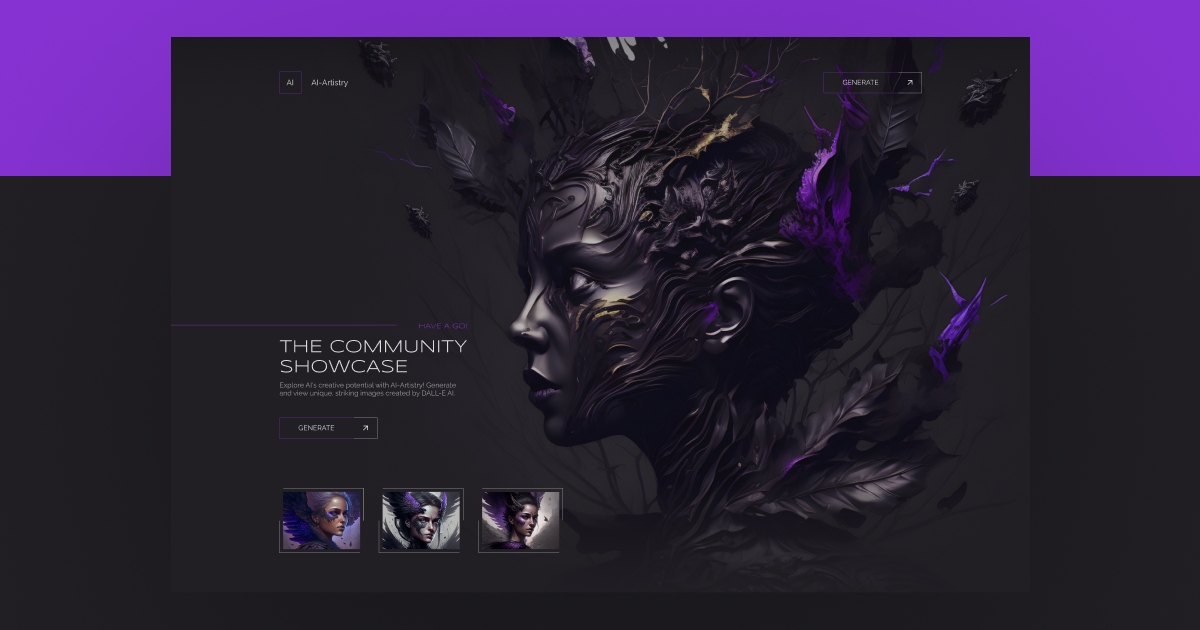 AI AI-Artistry
GENERATE
HAVE A GO!
THE COMMUNITY
SHOWCASE
Explore AI's creative potential with AI-Artistry! Generate
and view unique, striking images created by DALL-E AI.
GENERATE